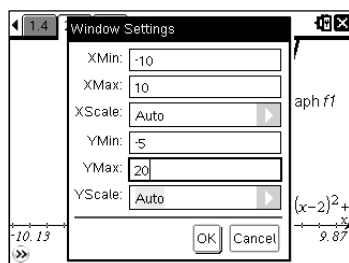 1.4
Window Settings
XMin: -10
XMax: 10
XScale: Auto
YMin: -5
YMax: 20
YScale: Auto
OK Cancel
aph f1
(x-2)²+
x
-10.13
9.87